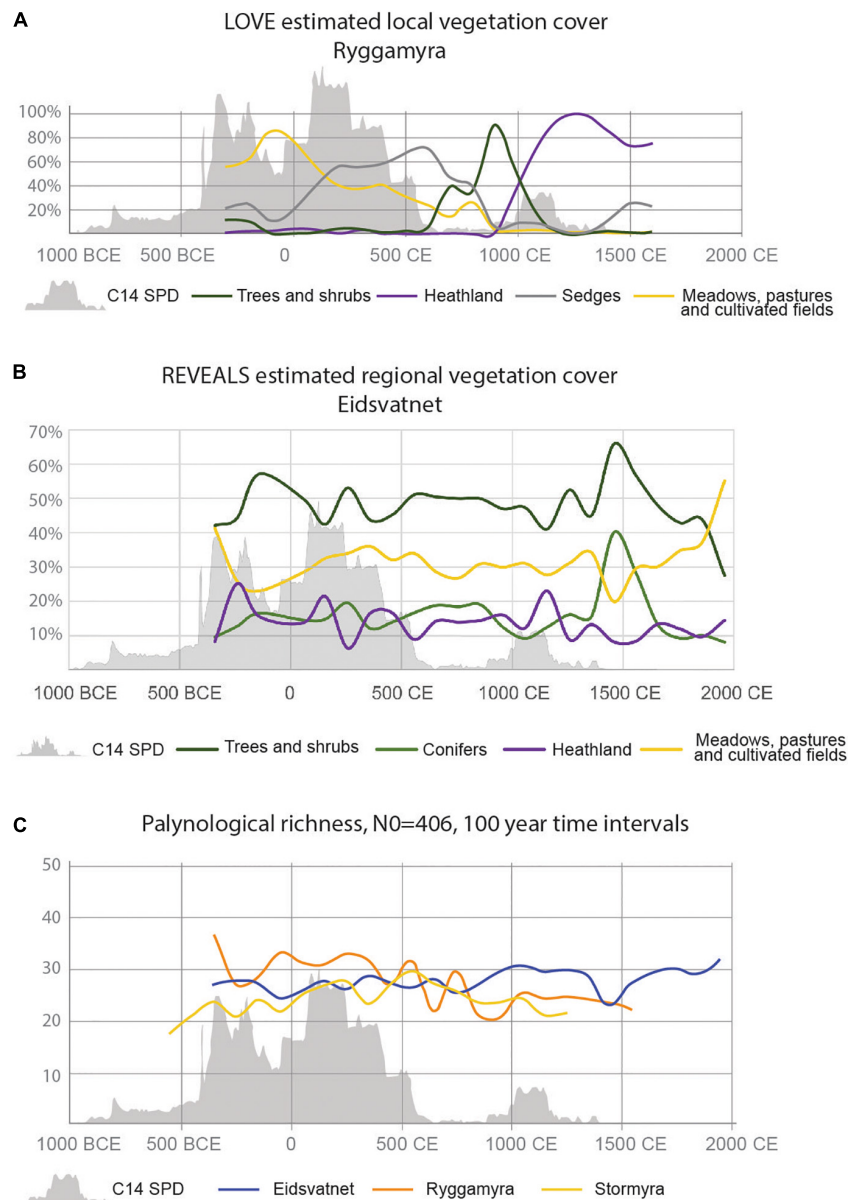 A
LOVE estimated local vegetation cover
Ryggamyra
100%
80%
60%
40%
20%
1000 BCE 500 BCE 0 500 CE 1000 CE 1500 CE 2000 CE
C14 SPD Trees and shrubs Heathland Sedges Meadows, pastures
and cultivated fields
B
REVEALS estimated regional vegetation cover
Eidsvatnet
70%
60%
50%
40%
30%
20%
10%
1000 BCE 500 BCE 0 500 CE 1000 CE 1500 CE 2000 CE
C14 SPD Trees and shrubs Conifers Heathland Meadows, pastures
and cultivated fields
C
Palynological richness, N0=406, 100 year time intervals
50
40
30
20
10
1000 BCE 500 BCE 0 500 CE 1000 CE 1500 CE 2000 CE
C14 SPD Eidsvatnet Ryggamyra Stormyra